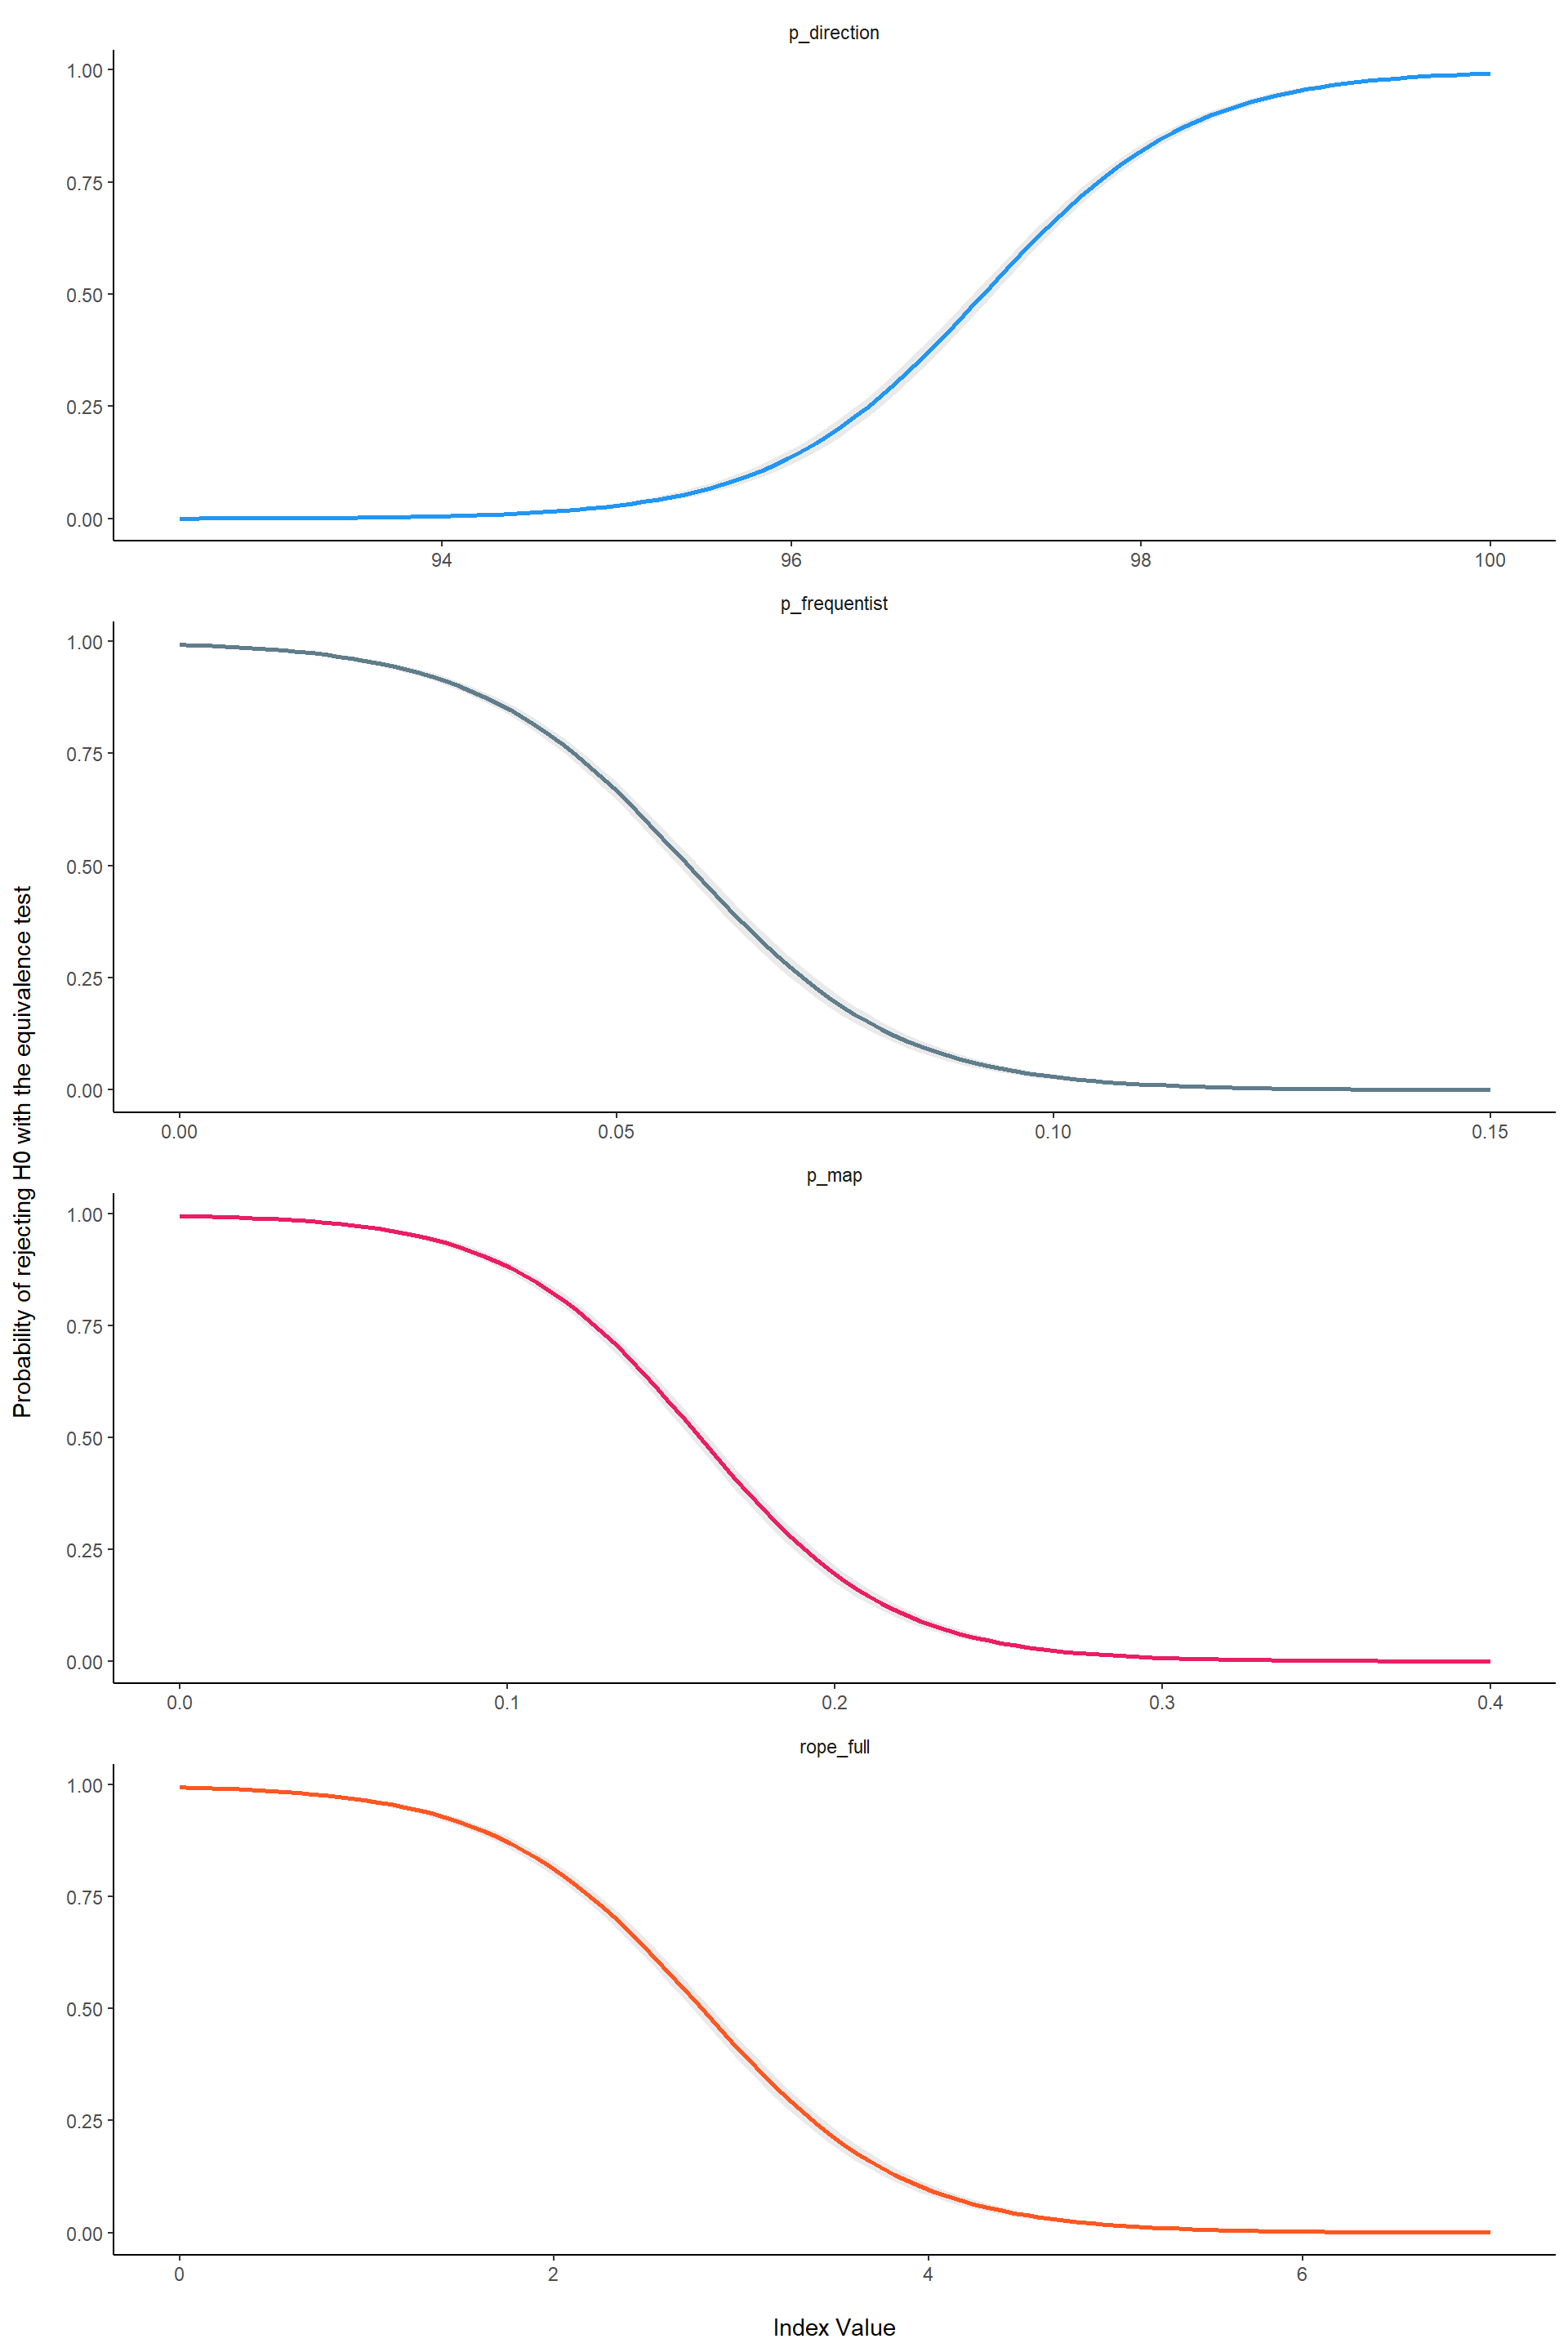 p_direction
1.00
0.75
0.50
0.25
0.00
94 96 98 100
p_frequentist
1.00
0.75
0.50
0.25
0.00
0.00 0.05 0.10 0.15
Probability of rejecting H0 with the equivalence test
p_map
1.00
0.75
0.50
0.25
0.00
0.0 0.1 0.2 0.3 0.4
rope_full
1.00
0.75
0.50
0.25
0.00
0 2 4 6
Index Value